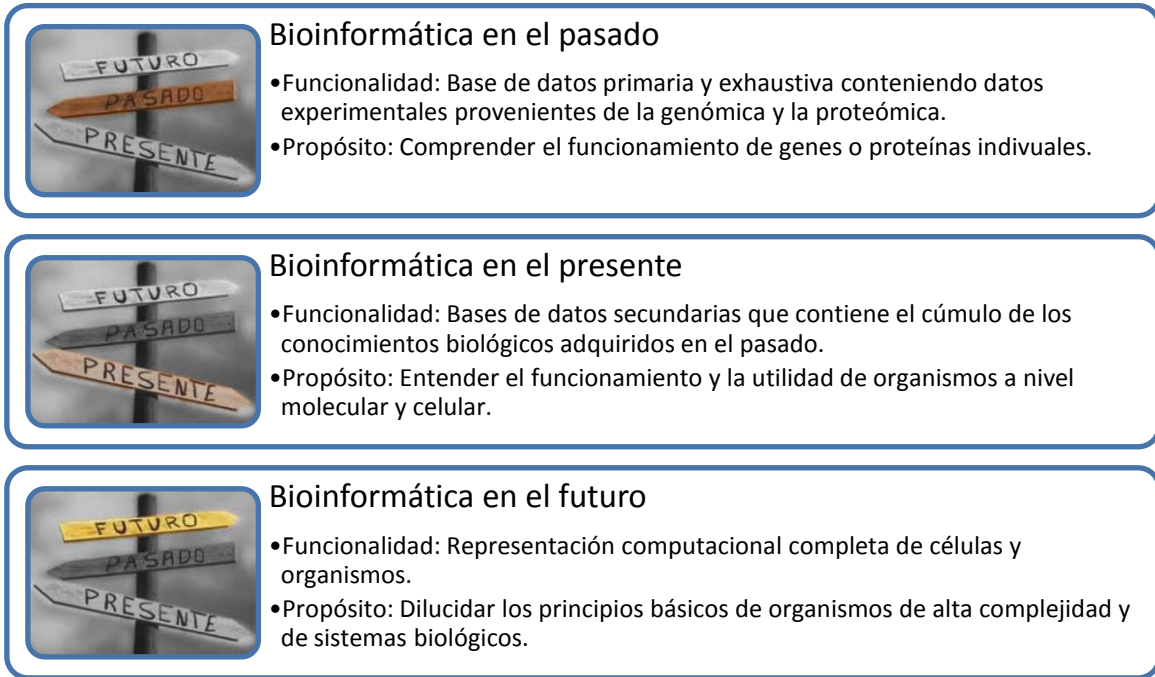 FUTURO
PASADO
PRESENTE
Bioinformática en el pasado
•Funcionalidad: Base de datos primaria y exhaustiva conteniendo datos
experimentales provenientes de la genómica y la proteómica.
•Propósito: Comprender el funcionamiento de genes o proteínas indivuales.
FUTURO
PASADO
PRESENTE
Bioinformática en el presente
•Funcionalidad: Bases de datos secundarias que contiene el cúmulo de los
conocimientos biológicos adquiridos en el pasado.
•Propósito: Entender el funcionamiento y la utilidad de organismos a nivel
molecular y celular.
FUTURO
PASADO
PRESENTE
Bioinformática en el futuro
•Funcionalidad: Representación computacional completa de células y
organismos.
•Propósito: Dilucidar los principios básicos de organismos de alta complejidad y
de sistemas biológicos.